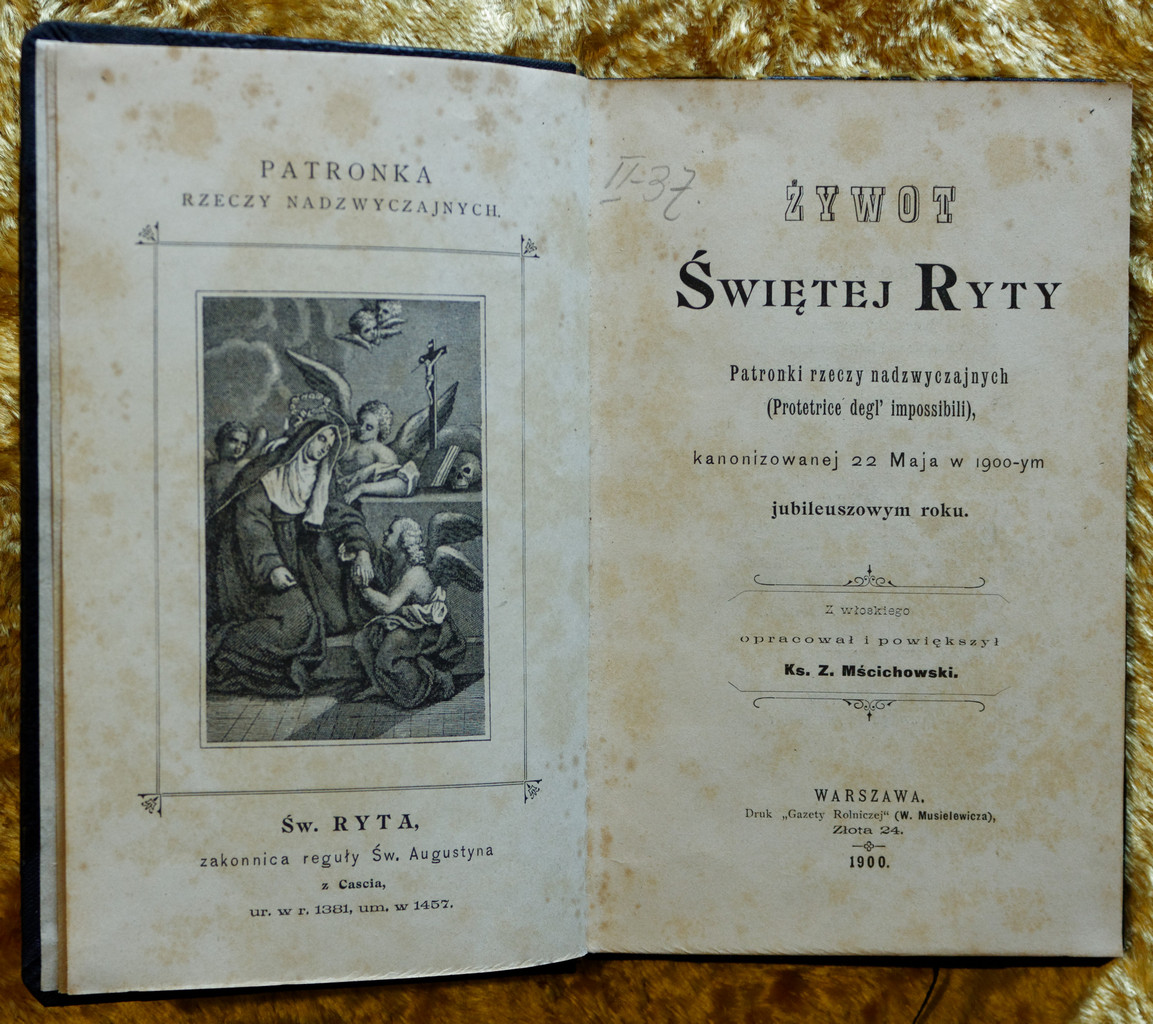 PATRONKA
RZECZY NADZWYCZAJNYCH.
Św. RYTA,
zakonnica reguły Św. Augustyna
z Cascia,
ur. w r. 1381, um. w 1457.
II-37.
ŻYWOT
ŚWIĘTEJ RYTY
Patronki rzeczy nadzwyczajnych
(Protetrice degl' impossibili),
kanonizowanej 22 Maja w 1900-ym
jubileuszowym roku.
Z włoskiego
opracował i powiększył
Ks. Z. Mścichowski.
WARSZAWA.
Druk „Gazety Rolniczej“ (W. Musielewicza),
Złota 24.
1900.